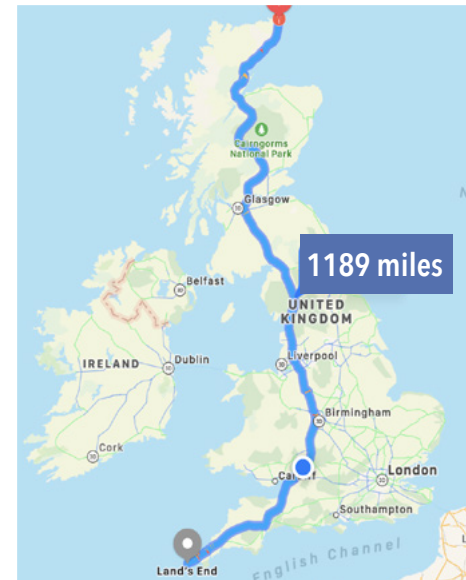 Cairngorms
National Park
Glasgow
1189 miles
Belfast
UNITED
KINGDOM
IRELAND
Dublin
Liverpool
Birmingham
Cork
London
Southampton
Land's End
English Channel